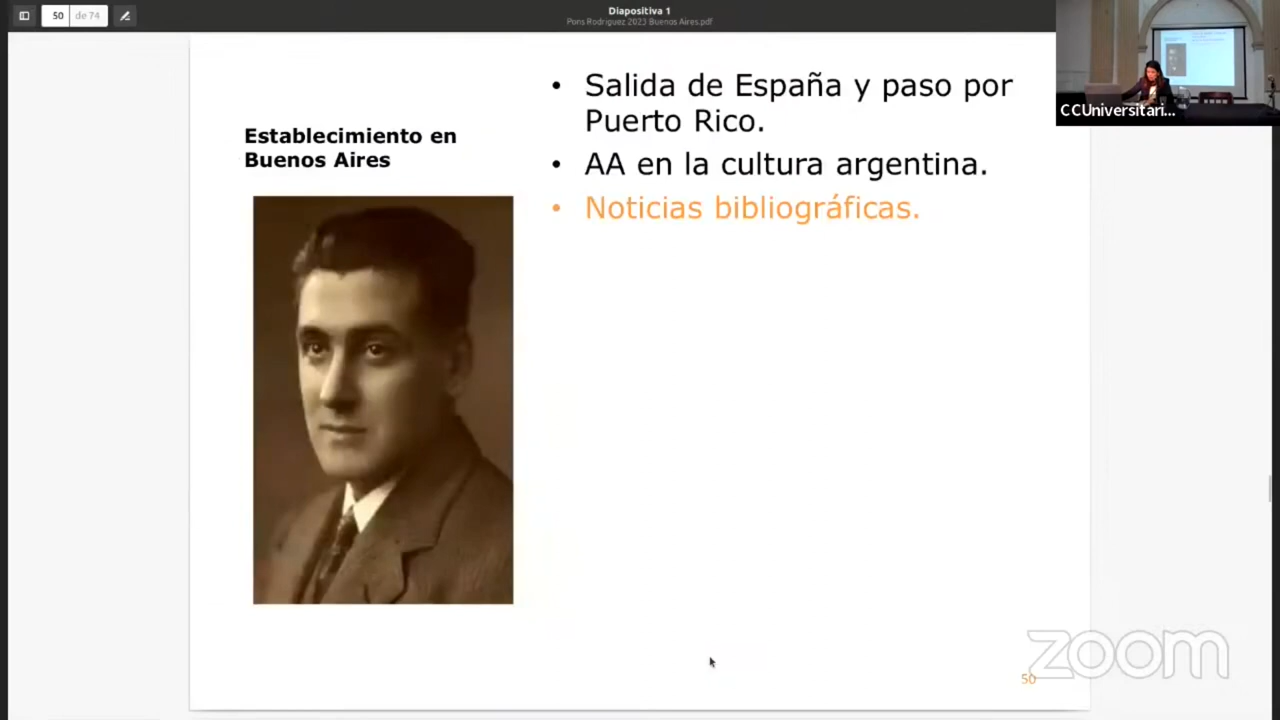 50 de 74
Diapositiva 1
Pons Rodríguez 2023 Buenos Aires.pdf
CCUniversitari...
Establecimiento en
Buenos Aires
• Salida de España y paso por
Puerto Rico.
• AA en la cultura argentina.
• Noticias bibliográficas.
zoom
50